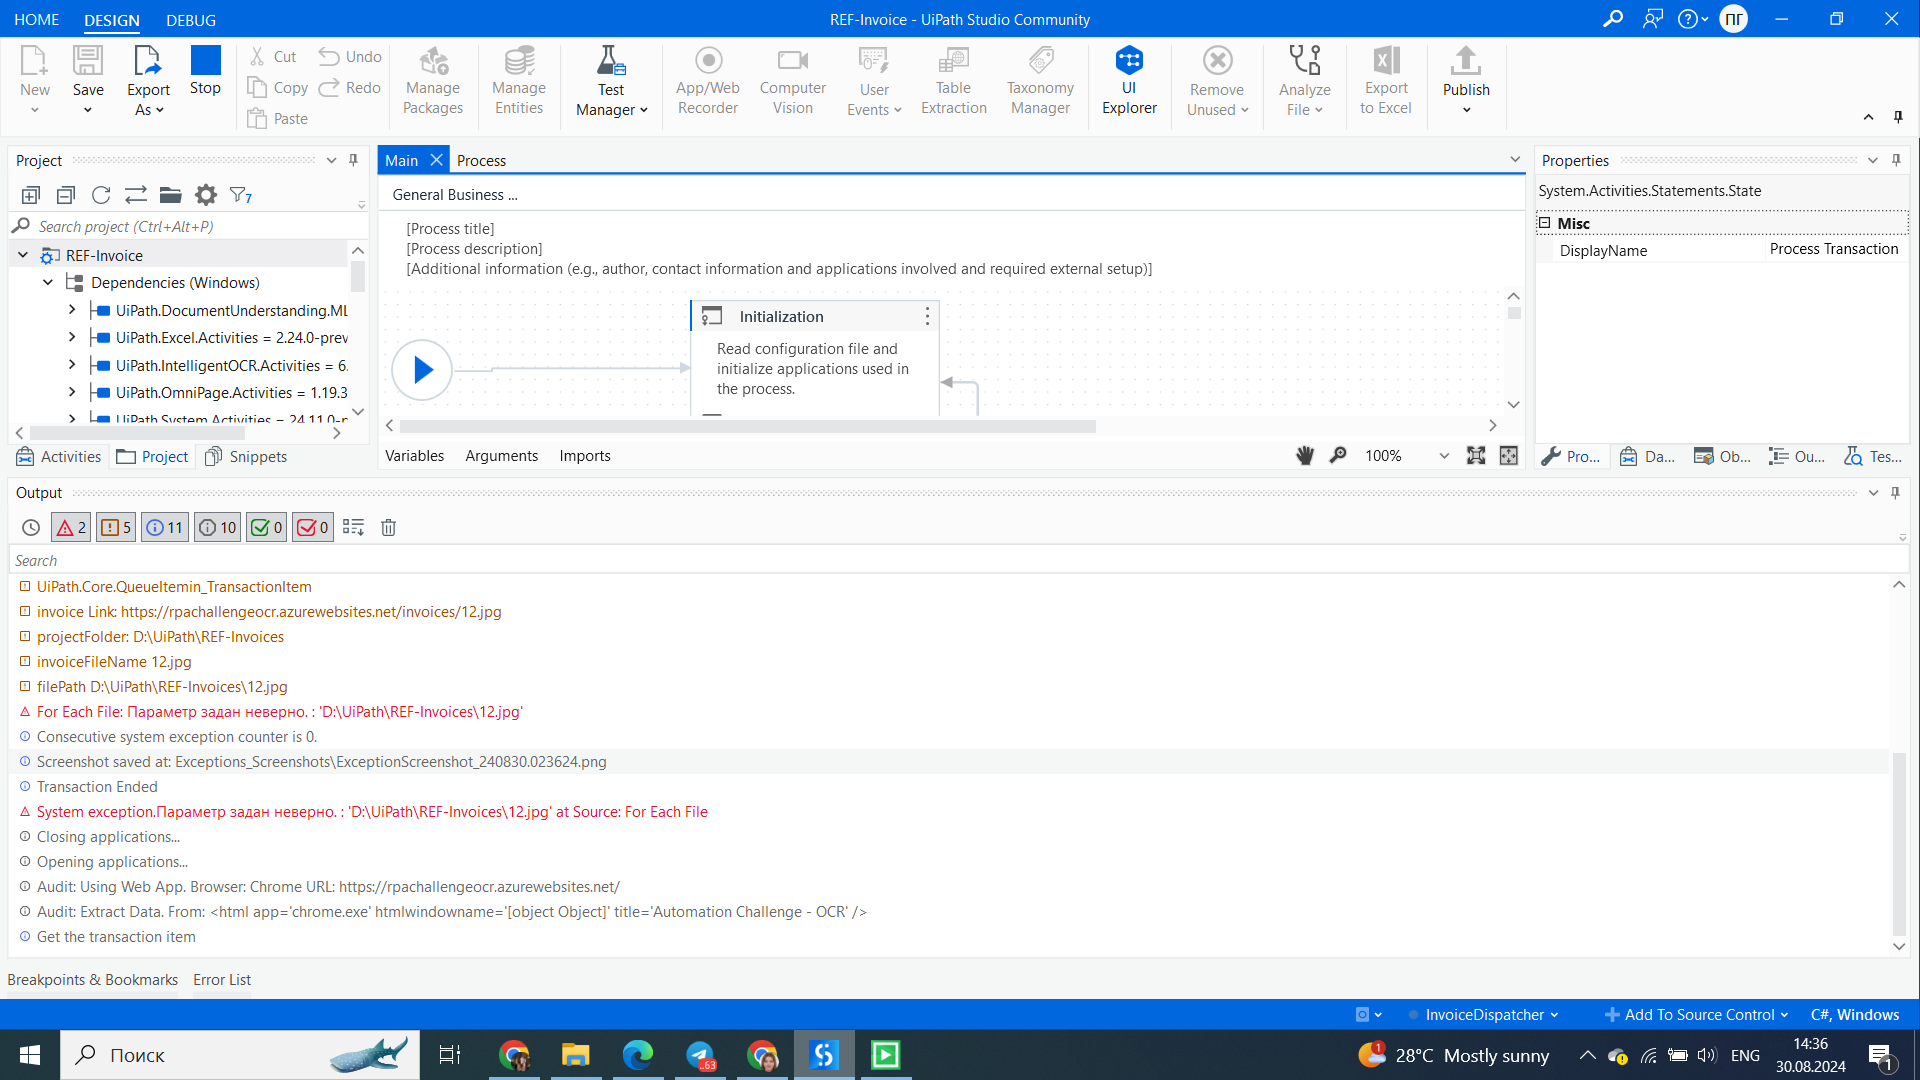 HOME DESIGN DEBUG REF-Invoice - UiPath Studio Community ПГ
New Save Export As Stop Cut Copy Paste Undo Redo Manage Packages Manage Entities Test Manager App/Web Recorder Computer Vision User Events Table Extraction Taxonomy Manager UI Explorer Remove Unused Analyze File Export to Excel Publish
Project
7
Search project (Ctrl+Alt+P)
REF-Invoice
Dependencies (Windows)
UiPath.DocumentUnderstanding.ML
UiPath.Excel.Activities = 2.24.0-prev
UiPath.IntelligentOCR.Activities = 6.
UiPath.OmniPage.Activities = 1.19.3
UiPath.System.Activities = 24.11.0-p
Activities Project Snippets
Main Process
General Business ...
[Process title]
[Process description]
[Additional information (e.g., author, contact information and applications involved and required external setup)]
Initialization
Read configuration file and
initialize applications used in
the process.
Variables Arguments Imports 100%
Properties
System.Activities.Statements.State
Misc
DisplayName Process Transaction
Pro... Da... Ob... Ou... Tes...
Output
2 5 11 10 0 0
Search
UiPath.Core.QueueItemin_TransactionItem
invoice Link: https://rpachallengeocr.azurewebsites.net/invoices/12.jpg
projectFolder: D:\UiPath\REF-Invoices
invoiceFileName 12.jpg
filePath D:\UiPath\REF-Invoices\12.jpg
For Each File: Параметр задан неверно. : 'D:\UiPath\REF-Invoices\12.jpg'
Consecutive system exception counter is 0.
Screenshot saved at: Exceptions_Screenshots\ExceptionScreenshot_240830.023624.png
Transaction Ended
System exception.Параметр задан неверно. : 'D:\UiPath\REF-Invoices\12.jpg' at Source: For Each File
Closing applications...
Opening applications...
Audit: Using Web App. Browser: Chrome URL: https://rpachallengeocr.azurewebsites.net/
Audit: Extract Data. From: <html app='chrome.exe' htmlwindowname='[object Object]' title='Automation Challenge - OCR' />
Get the transaction item
Breakpoints & Bookmarks Error List
InvoiceDispatcher Add To Source Control C#, Windows
Поиск
..63
1
28°C Mostly sunny
ENG
14:36
30.08.2024
1